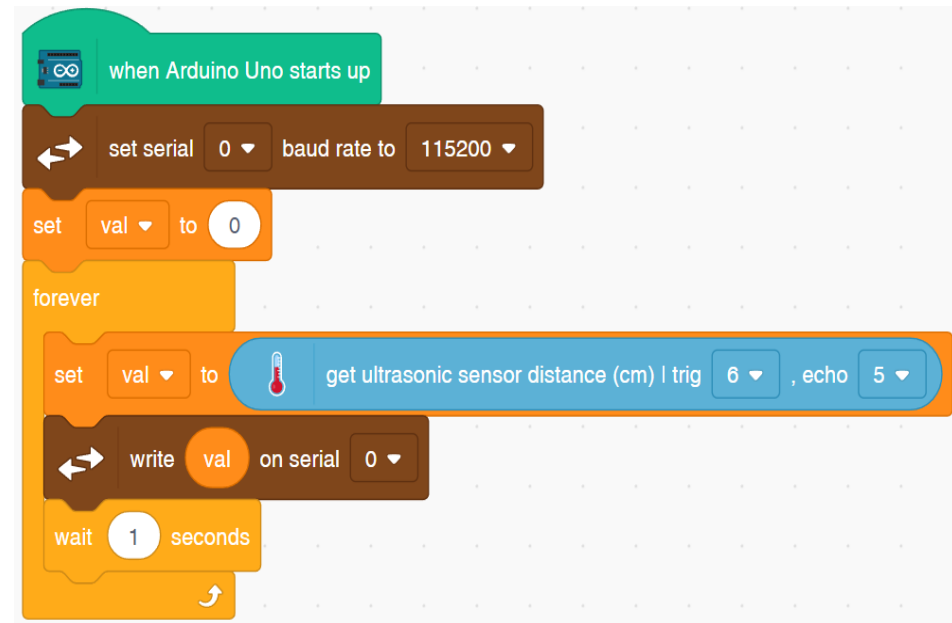 when Arduino Uno starts up
set serial 0 baud rate to 115200
set val to 0
forever
set val to get ultrasonic sensor distance (cm) | trig 6 , echo 5
write val on serial 0
wait 1 seconds